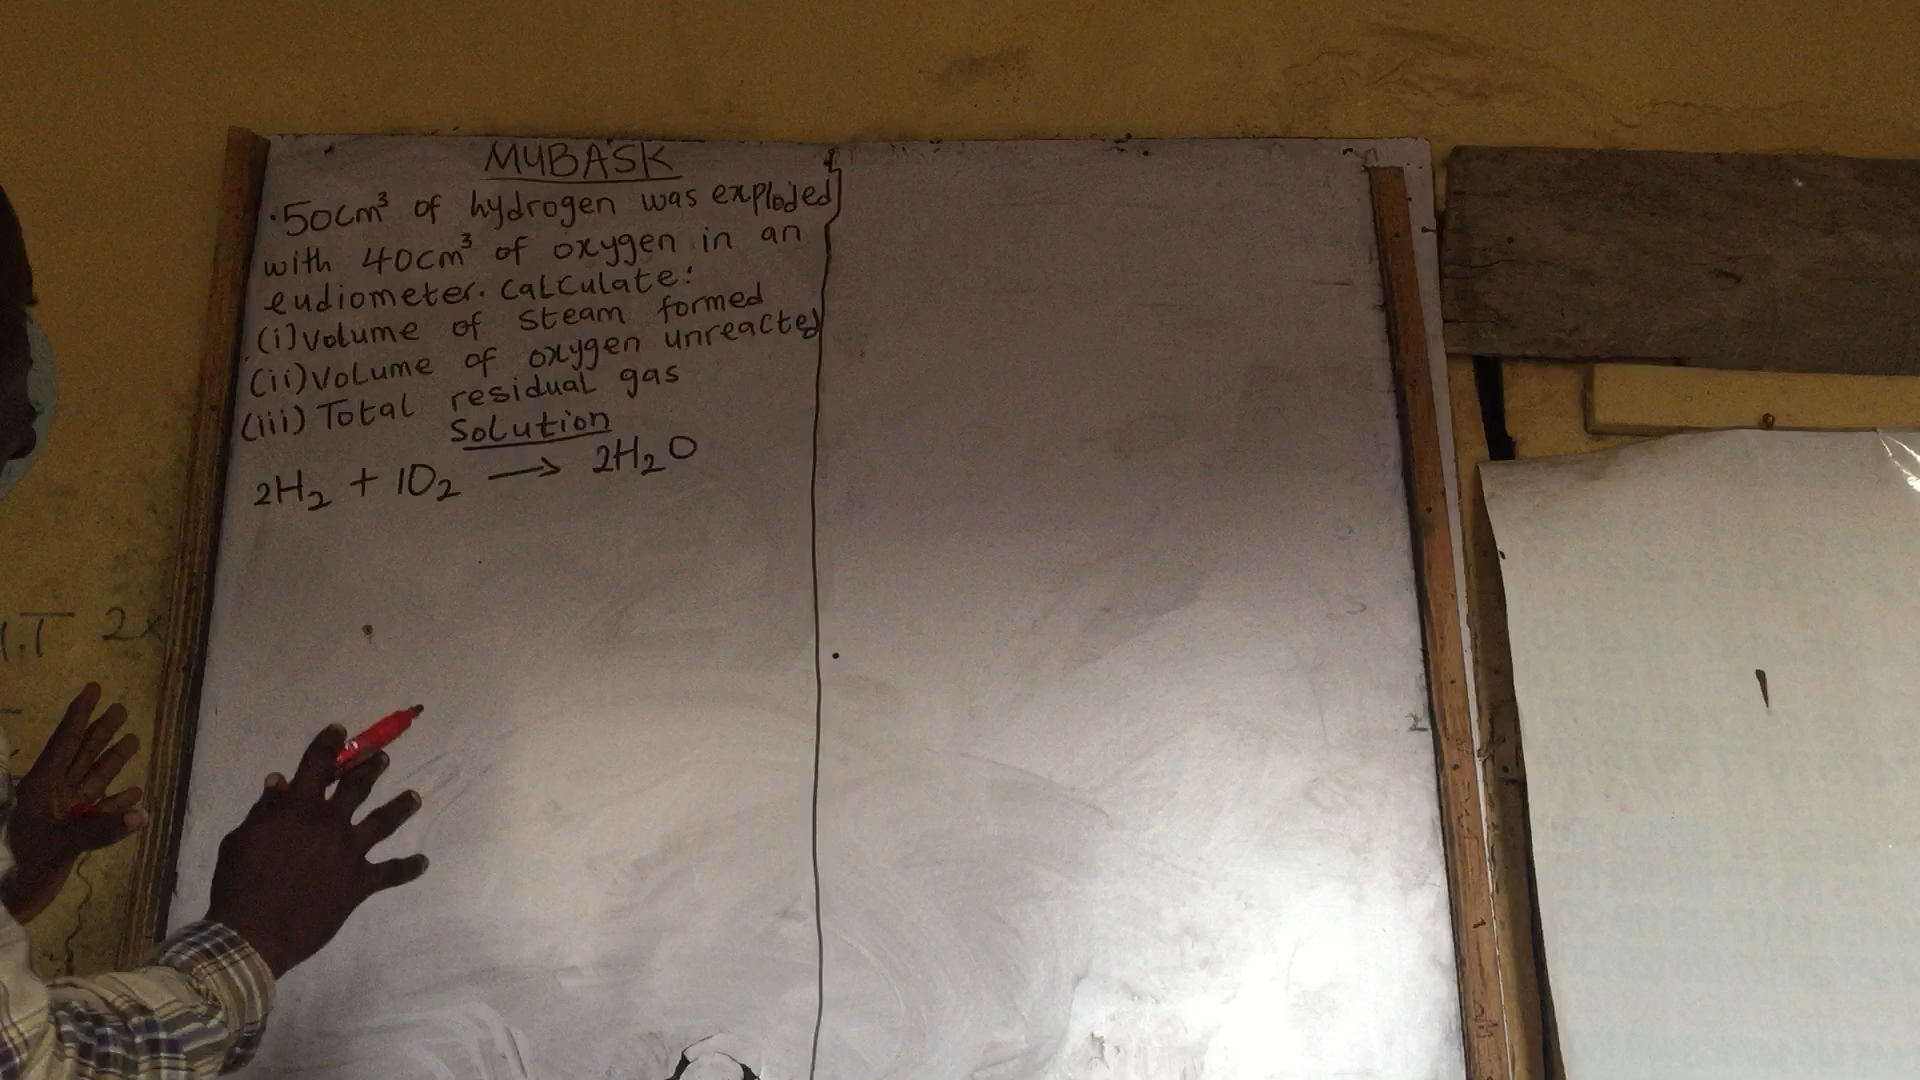 MUBASK
.50cm³ of hydrogen was exploded
with 40cm³ of oxygen in an
eudiometer. calculate:
(i) volume of steam formed
(ii) volume of oxygen unreacted
(iii) Total residual gas
Solution
2H₂ + 1O₂ → 2H₂O
2x